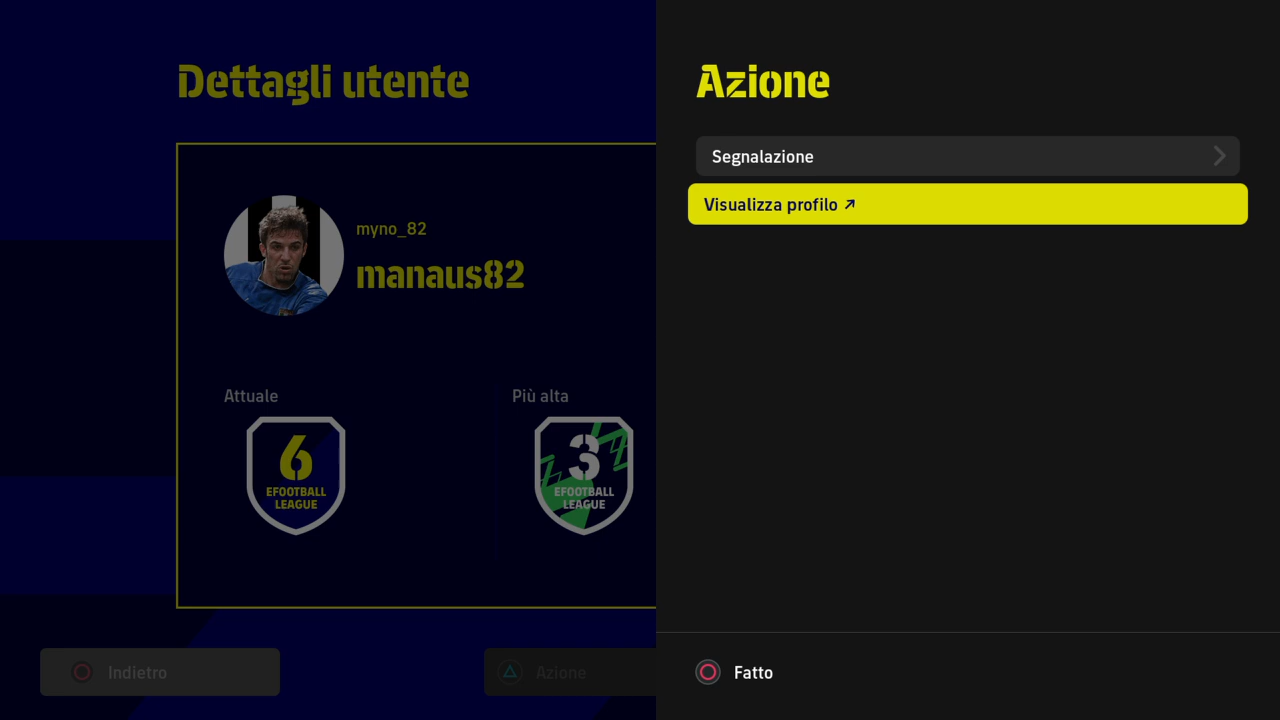 Dettagli utente
myno_82
manaus82
Attuale
6
EFOOTBALL
LEAGUE
Più alta
3
EFOOTBALL
LEAGUE
Indietro
Azione
Azione
Segnalazione
Visualizza profilo
Fatto